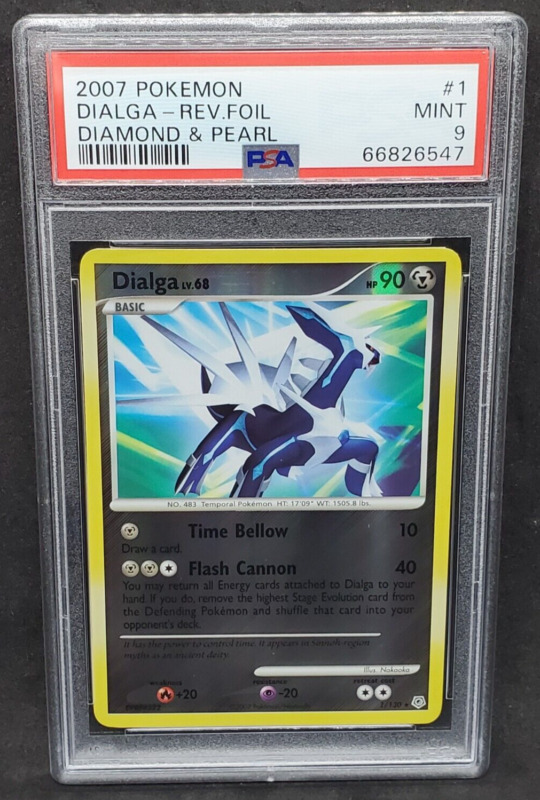 2007 POKEMON #1
DIALGA – REV.FOIL MINT
DIAMOND & PEARL 9
PSA 66826547
Dialga LV.68 HP 90
BASIC
NO. 483 Temporal Pokémon HT: 17'09" WT: 1505.8 lbs.
Time Bellow 10
Draw a card.
Flash Cannon 40
You may return all Energy cards attached to Dialga to your
hand. If you do, remove the highest Stage Evolution card from
the Defending Pokémon and shuffle that card into your
opponent's deck.
It has the power to control time. It appears in Sinnoh-region
myths as an ancient deity.
Illus. Nakaoka
weakness resistance retreat cost
+20 -20
1/130